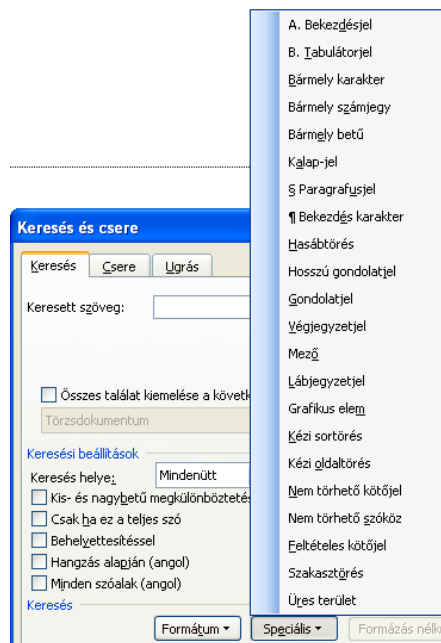 A. Bekezdésjel
B. Tabulátorjel
Bármely karakter
Bármely számjegy
Bármely betű
Kalap-jel
§ Paragrafusjel
¶ Bekezdés karakter
Hasábtörés
Hosszú gondolatjel
Gondolatjel
Végjegyzetjel
Mező
Lábjegyzetjel
Grafikus elem
Kézi sortörés
Kézi oldaltörés
Nem törhető kötőjel
Nem törhető szóköz
Feltételes kötőjel
Szakasztörés
Üres terület
Keresés és csere
Keresés Csere Ugrás
Keresett szöveg:
Összes találat kiemelése a követk
Törzsdokumentum
Keresési beállítások
Keresés helye: Mindenütt
Kis- és nagybetű megkülönböztetés
Csak ha ez a teljes szó
Behelyettesítéssel
Hangzás alapján (angol)
Minden szóalak (angol)
Keresés
Formátum Speciális Formázás nélk